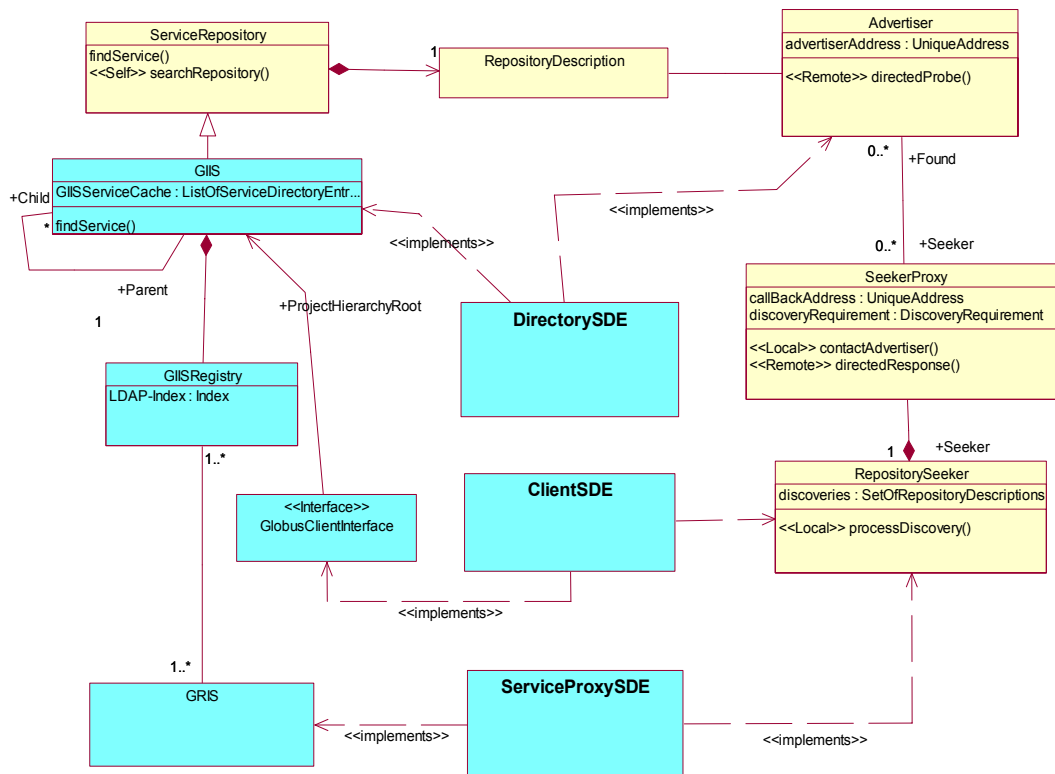 ServiceRepository
findService()
<<Self>> searchRepository()
1
RepositoryDescription
Advertiser
advertiserAddress : UniqueAddress
<<Remote>> directedProbe()
GIIS
GIISServiceCache : ListOfServiceDirectoryEntr...
findService()
+Child
*
+Parent
<<implements>>
<<implements>>
0..*
+Found
0..*
+Seeker
+ProjectHierarchyRoot
1
DirectorySDE
SeekerProxy
callBackAddress : UniqueAddress
discoveryRequirement : DiscoveryRequirement
<<Local>> contactAdvertiser()
<<Remote>> directedResponse()
GIISRegistry
LDAP-Index : Index
1..*
1
+Seeker
<<Interface>>
GlobusClientInterface
ClientSDE
RepositorySeeker
discoveries : SetOfRepositoryDescriptions
<<Local>> processDiscovery()
<<implements>>
1..*
GRIS
ServiceProxySDE
<<implements>>
<<implements>>